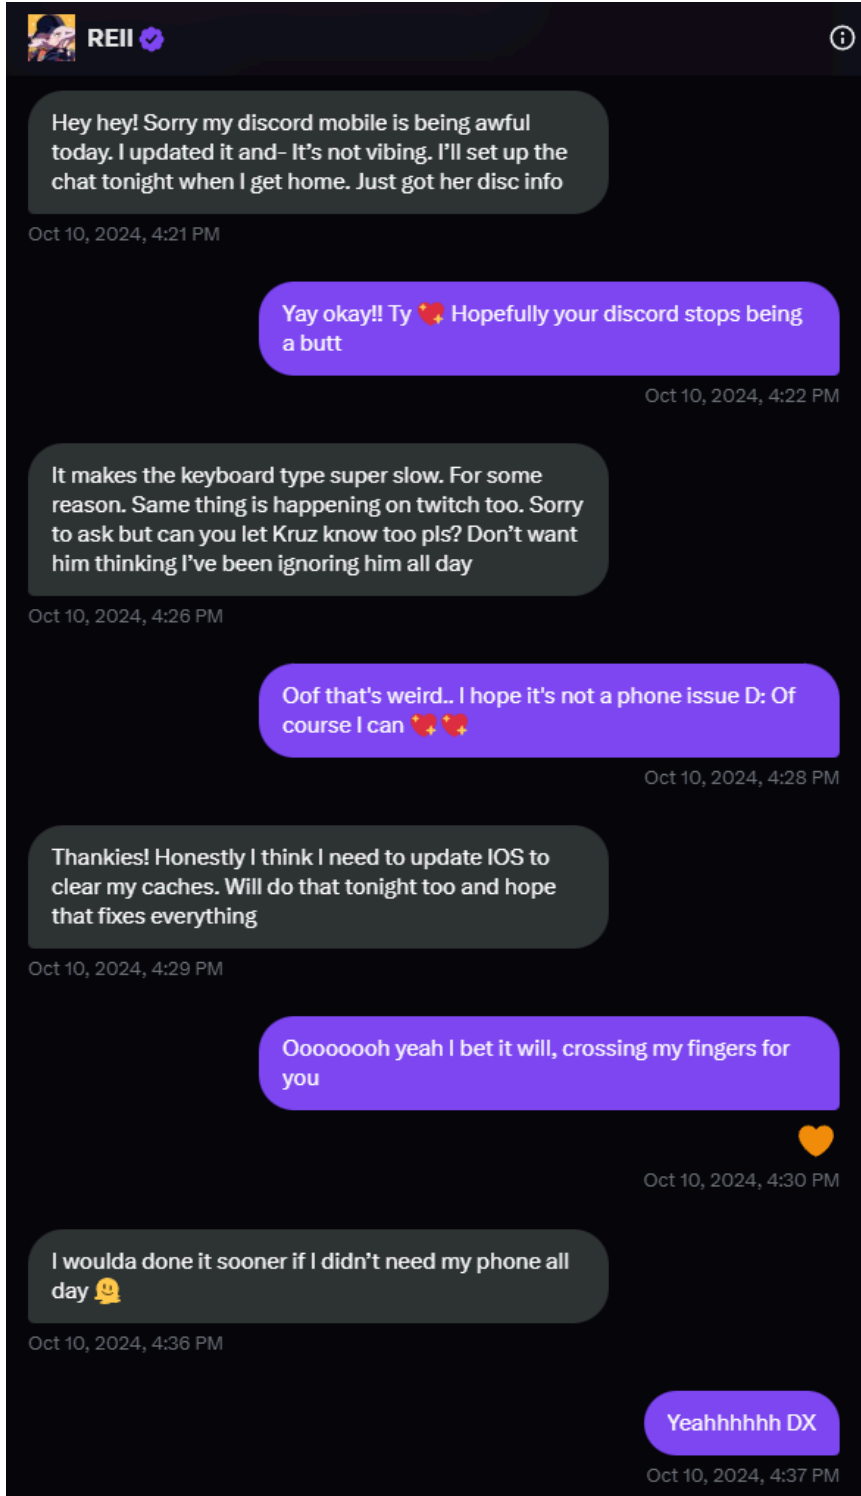 REII
Hey hey! Sorry my discord mobile is being awful
today. I updated it and- It’s not vibing. I’ll set up the
chat tonight when I get home. Just got her disc info
Oct 10, 2024, 4:21 PM
Yay okay!! Ty 💖 Hopefully your discord stops being
a butt
Oct 10, 2024, 4:22 PM
It makes the keyboard type super slow. For some
reason. Same thing is happening on twitch too. Sorry
to ask but can you let Kruz know too pls? Don’t want
him thinking I’ve been ignoring him all day
Oct 10, 2024, 4:26 PM
Oof that's weird.. I hope it's not a phone issue D: Of
course I can 💖💖
Oct 10, 2024, 4:28 PM
Thankies! Honestly I think I need to update IOS to
clear my caches. Will do that tonight too and hope
that fixes everything
Oct 10, 2024, 4:29 PM
Oooooooh yeah I bet it will, crossing my fingers for
you
🧡
Oct 10, 2024, 4:30 PM
I woulda done it sooner if I didn’t need my phone all
day 🫠
Oct 10, 2024, 4:36 PM
Yeahhhhhh DX
Oct 10, 2024, 4:37 PM